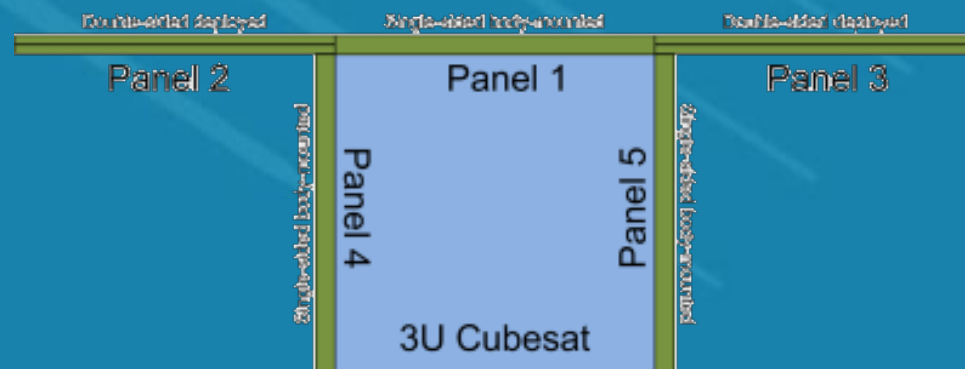 Double-sided deployed
Single-sided body-mounted
Double-sided deployed
Panel 2
Panel 1
Panel 3
Single-sided body-mounted
Panel 4
Panel 5
Single-sided body-mounted
3U Cubesat